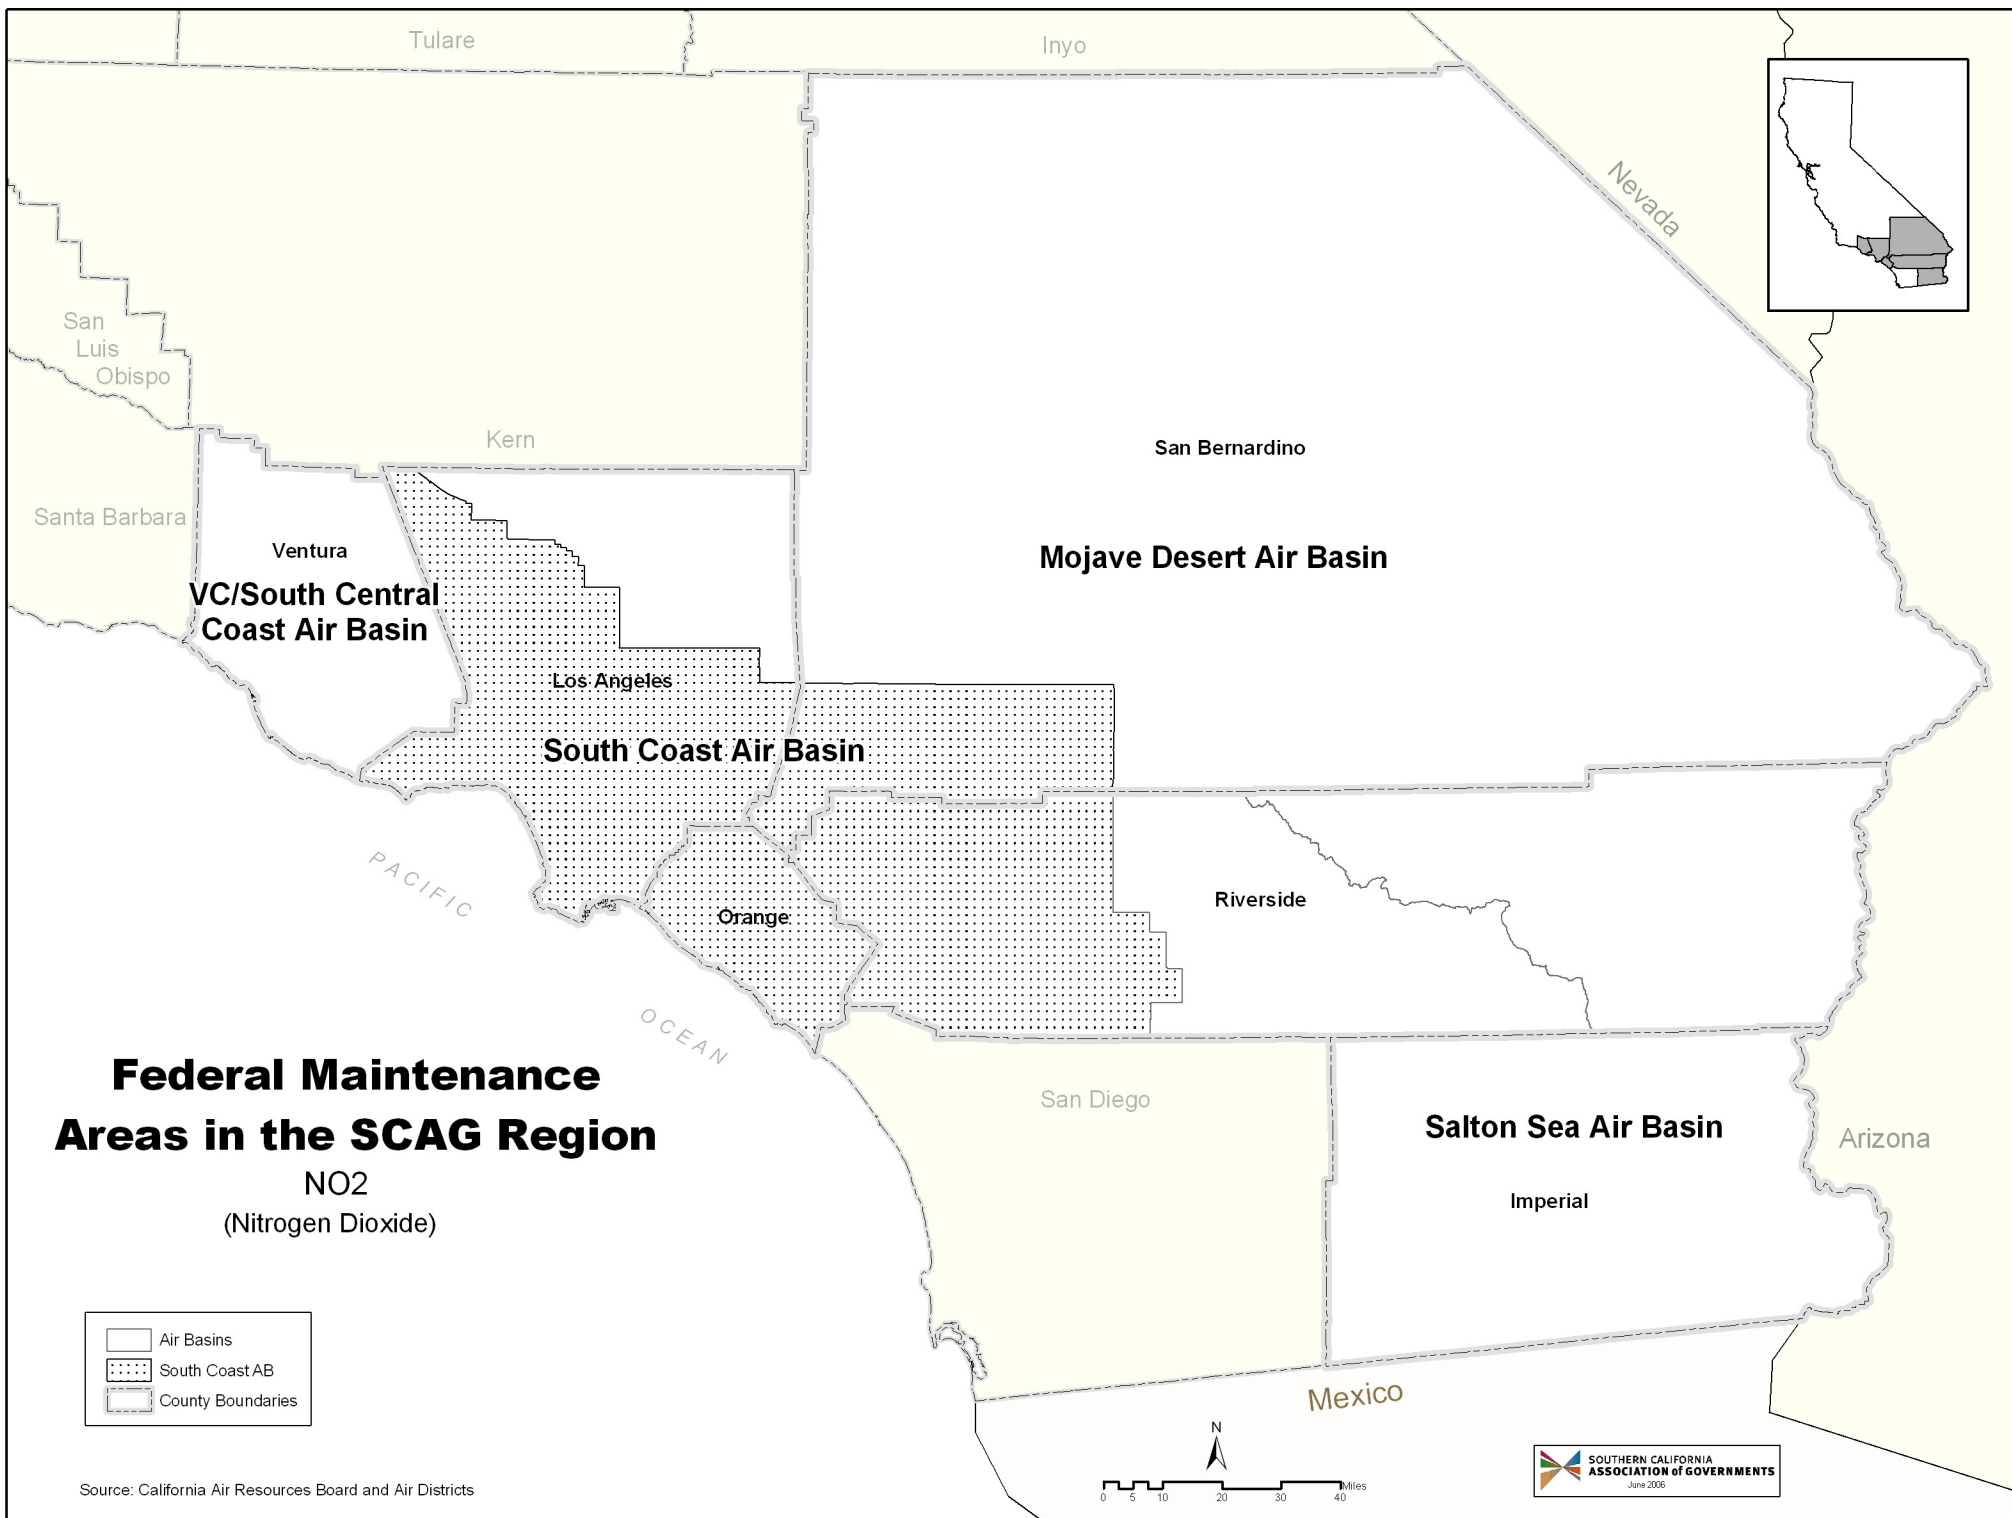 Tulare
Inyo
Nevada
San
Luis
Obispo
Kern
San Bernardino
Santa Barbara
Ventura
Mojave Desert Air Basin
VC/South Central
Coast Air Basin
Los Angeles
South Coast Air Basin
PACIFIC
Riverside
Orange
OCEAN
Federal Maintenance
Areas in the SCAG Region
NO2
(Nitrogen Dioxide)
San Diego
Salton Sea Air Basin
Arizona
Imperial
Air Basins
South Coast AB
County Boundaries
Mexico
N
Miles
0 5 10 20 30 40
SOUTHERN CALIFORNIA
ASSOCIATION of GOVERNMENTS
June 2006
Source: California Air Resources Board and Air Districts